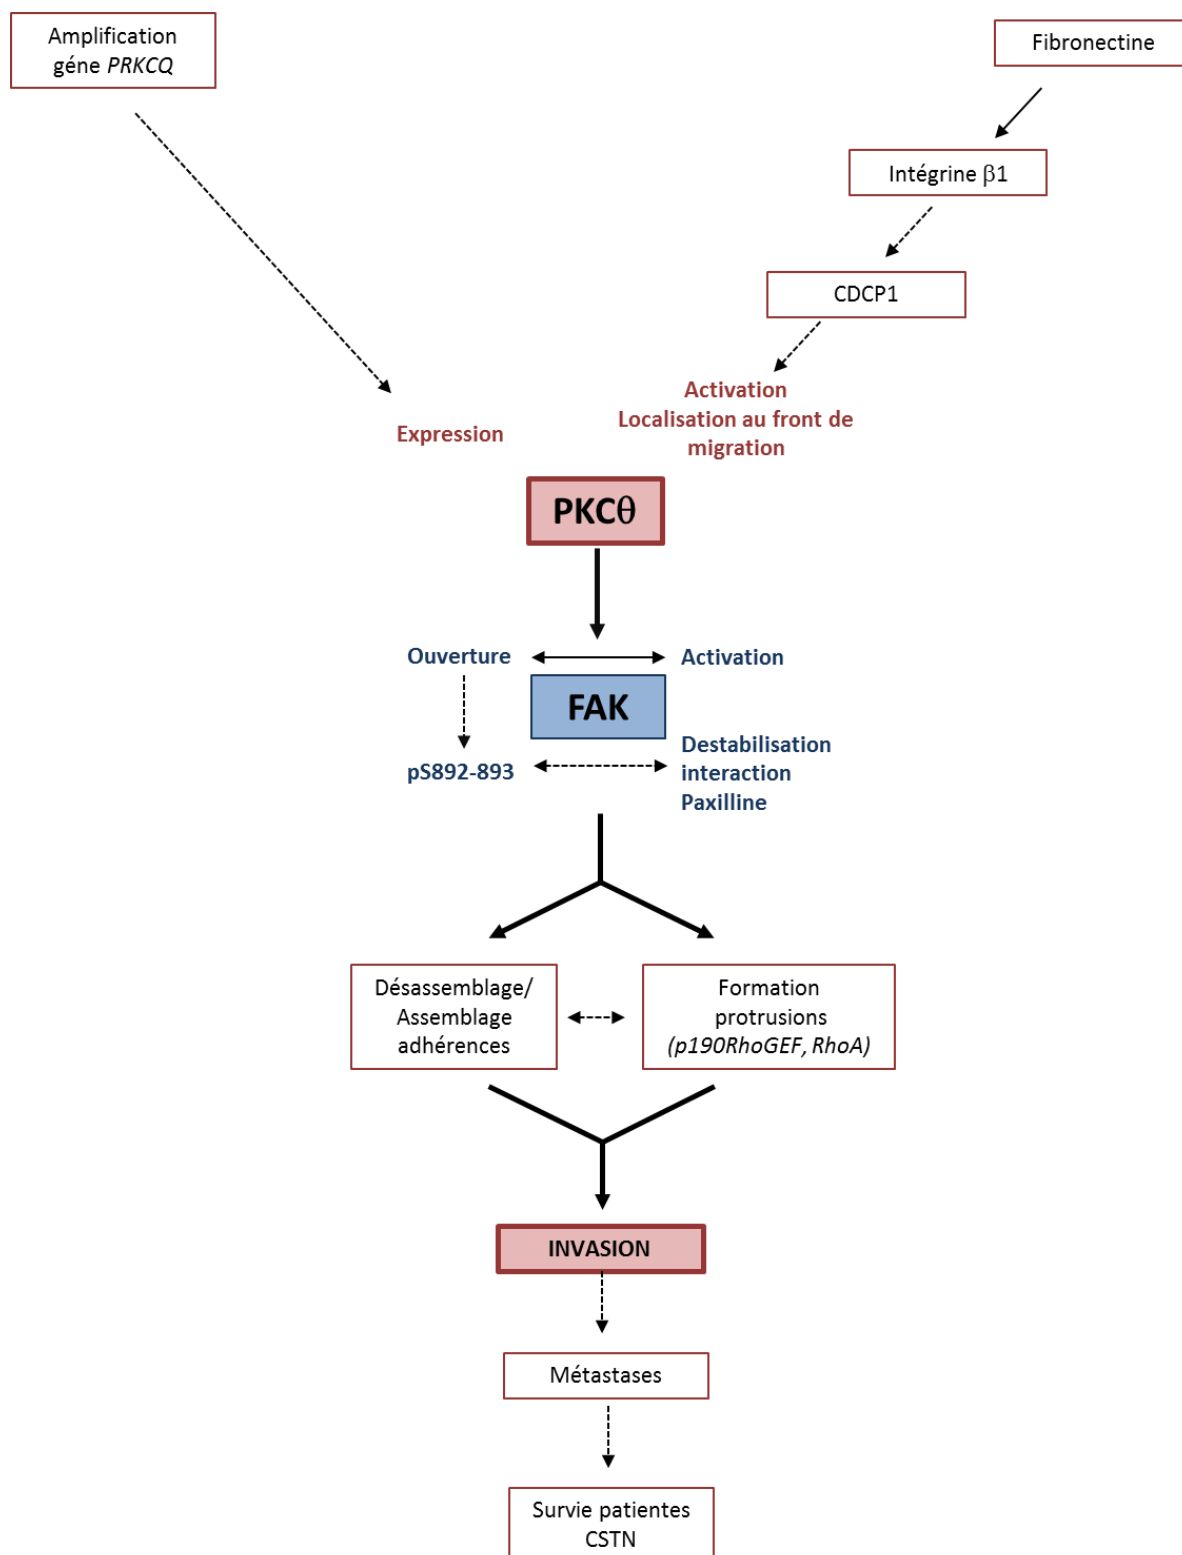 Amplification
géne PRKCQ
Fibronectine
Intégrine β1
CDCP1
Activation
Localisation au front de
migration
Expression
PKCθ
Ouverture
Activation
FAK
pS892-893
Destabilisation
interaction
Paxilline
Désassemblage/
Assemblage
adhérences
Formation
protrusions
(p190RhoGEF, RhoA)
INVASION
Métastases
Survie patientes
CSTN